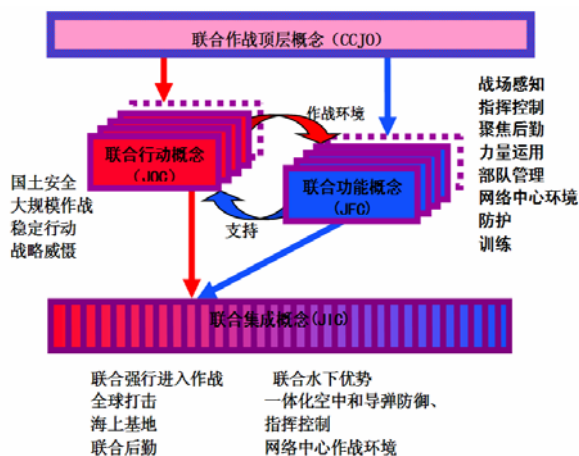 联合作战顶层概念（CCJO）
作战环境
联合行动概念
（JOC）
联合功能概念
（JFC）
支持
国土安全
大规模作战
稳定行动
战略威慑
战场感知
指挥控制
聚焦后勤
力量运用
部队管理
网络中心环境
防护
训练
联合集成概念(JIC)
联合强行进入作战
全球打击
海上基地
联合后勤
联合水下优势
一体化空中和导弹防御、
指挥控制
网络中心作战环境